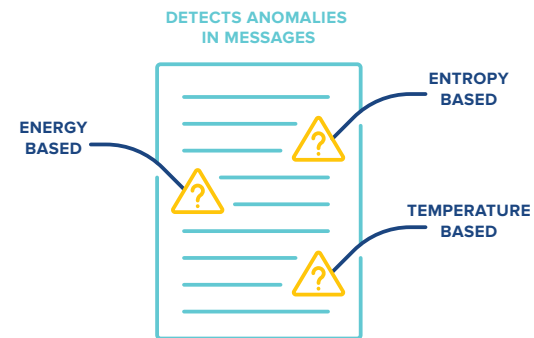 DETECTS ANOMALIES
IN MESSAGES
ENTROPY
BASED
ENERGY
BASED
TEMPERATURE
BASED
?
?
?